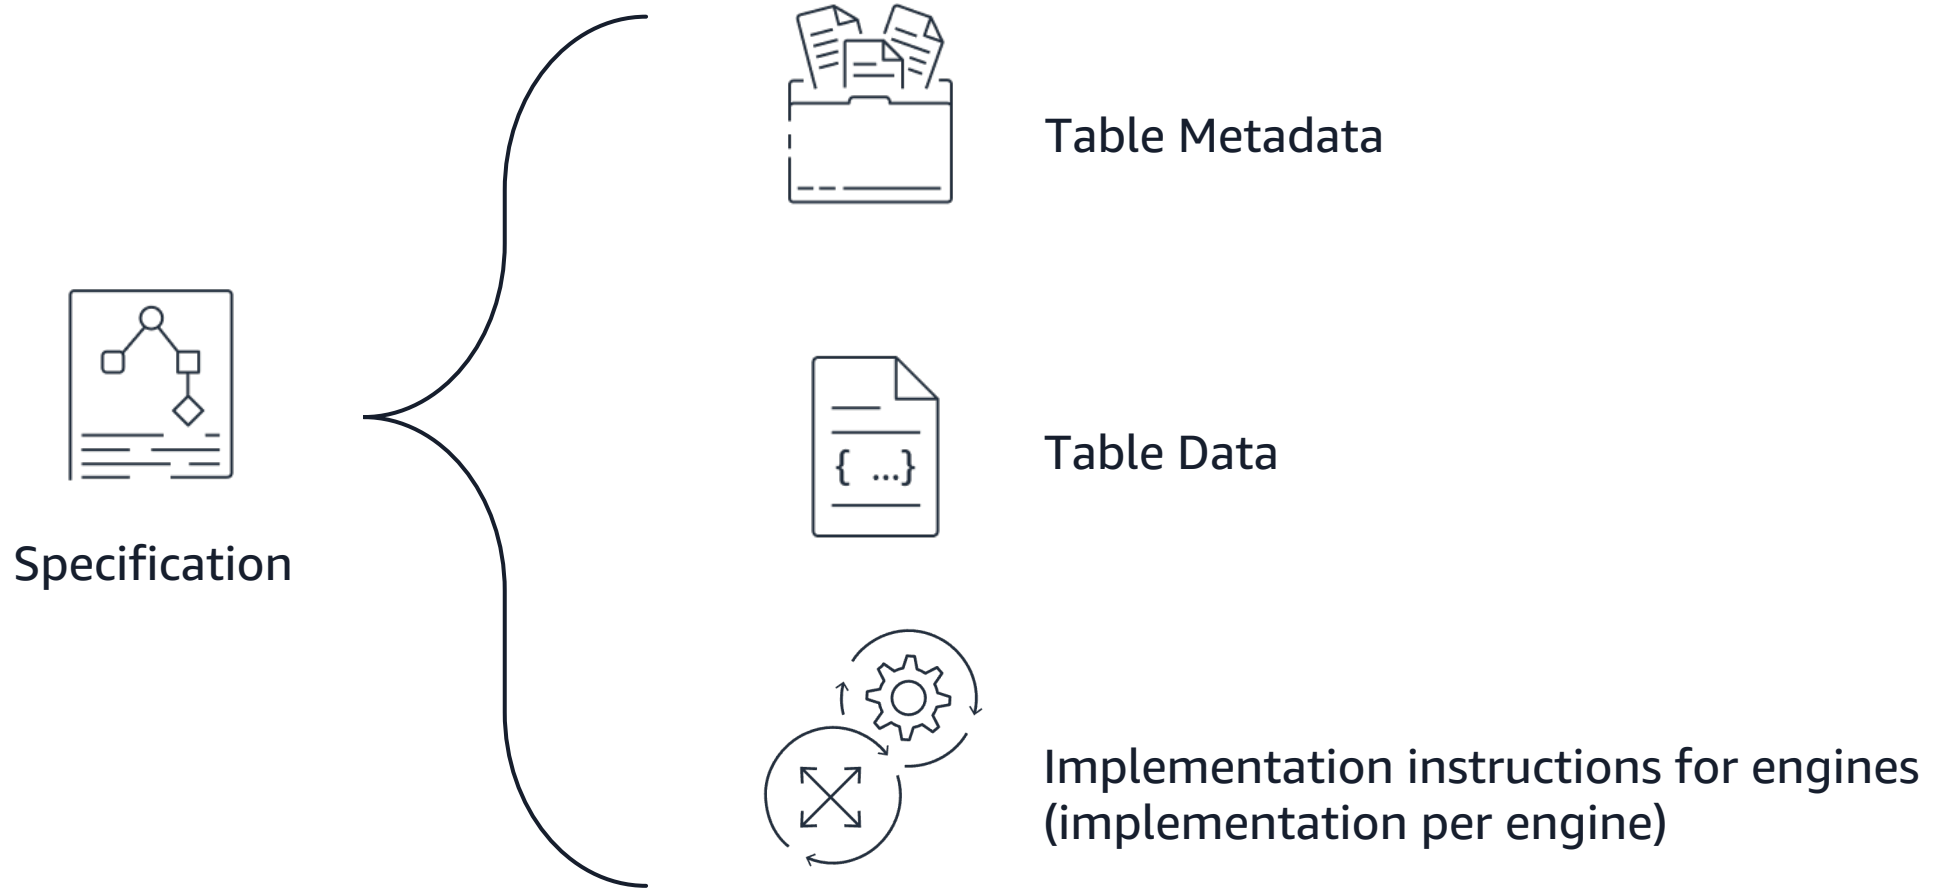 Table Metadata
Specification
Table Data
{ ...}
Implementation instructions for engines
(implementation per engine)